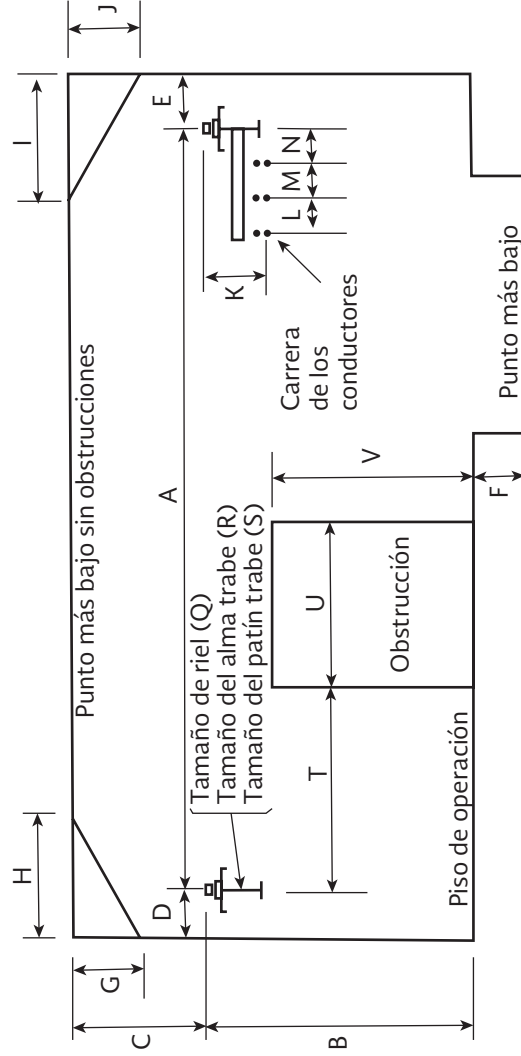 H
I
J
G
C
B
Punto más bajo sin obstrucciones
A
D
E
Tamaño de riel (Q)
Tamaño del alma trabe (R)
Tamaño del patín trabe (S)
K
L
M
N
Carrera
de los
conductores
T
U
V
Obstrucción
Piso de operación
F
Punto más bajo